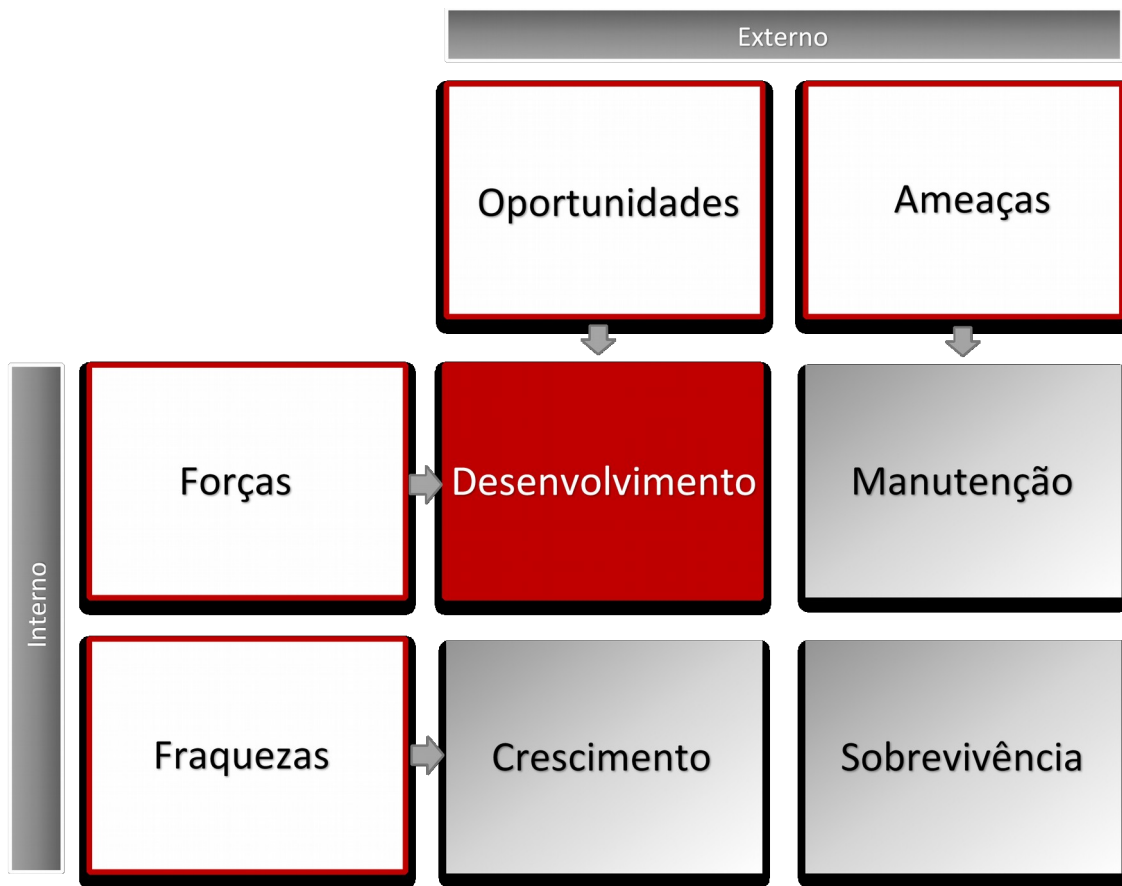 Externo
Oportunidades
Ameaças
Interno
Forças
Desenvolvimento
Manutenção
Fraquezas
Crescimento
Sobrevivência